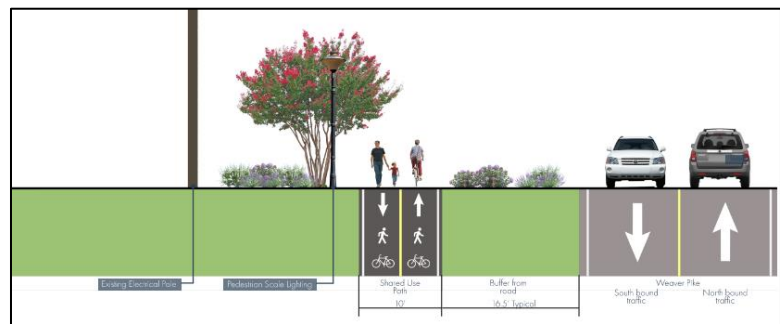 Existing Electrical Pole
Pedestrian Scale Lighting
Shared Use
Path
10'
Buffer from
road
16.5' Typical
Weaver Pike
South bound
traffic
North bound
traffic